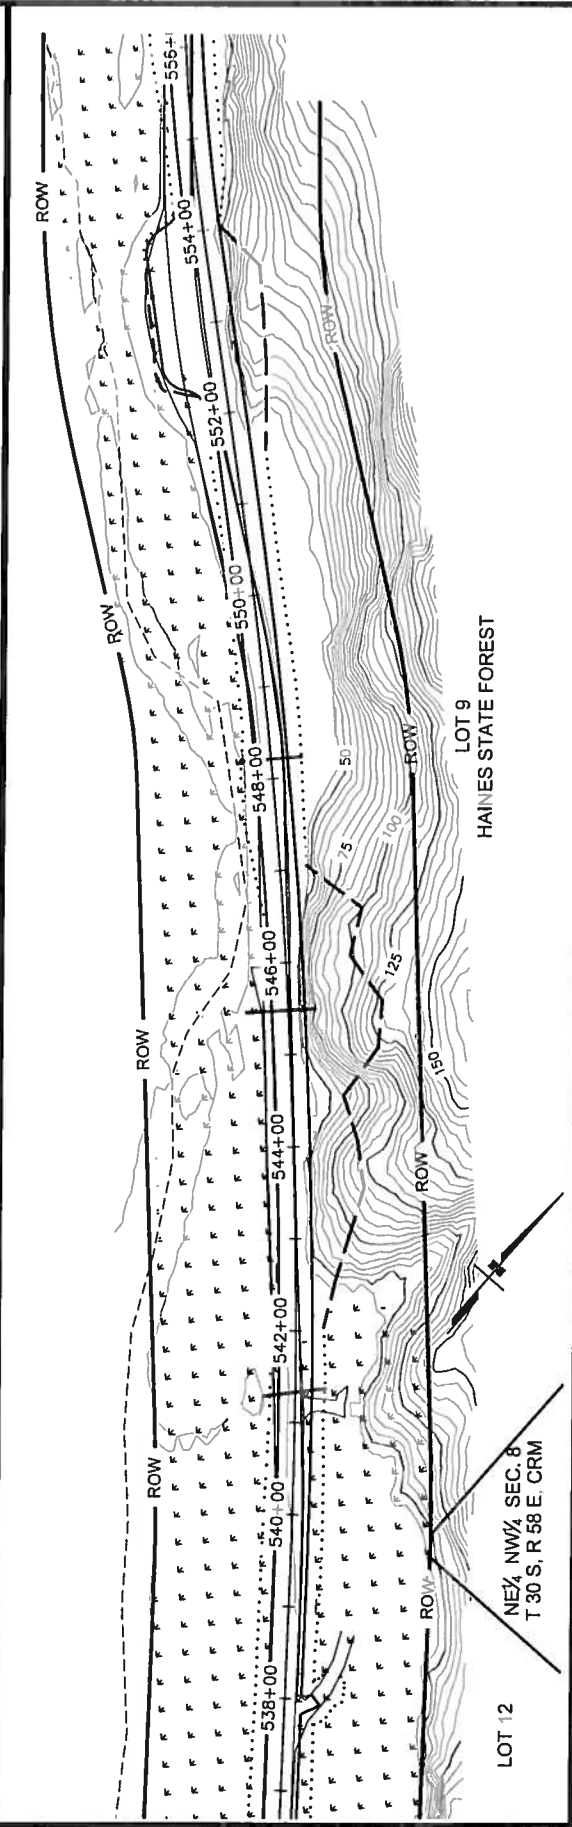 ROW
556+
554+00
ROW
552+00
ROW
550+00
LOT 9
HAINES STATE FOREST
ROW
548+00
50
75
100
546+00
125
ROW
150
544+00
ROW
542+00
ROW
540+00
NE¼ NW¼ SEC. 8
T 30 S, R 58 E, CRM
ROW
538+00
LOT 12